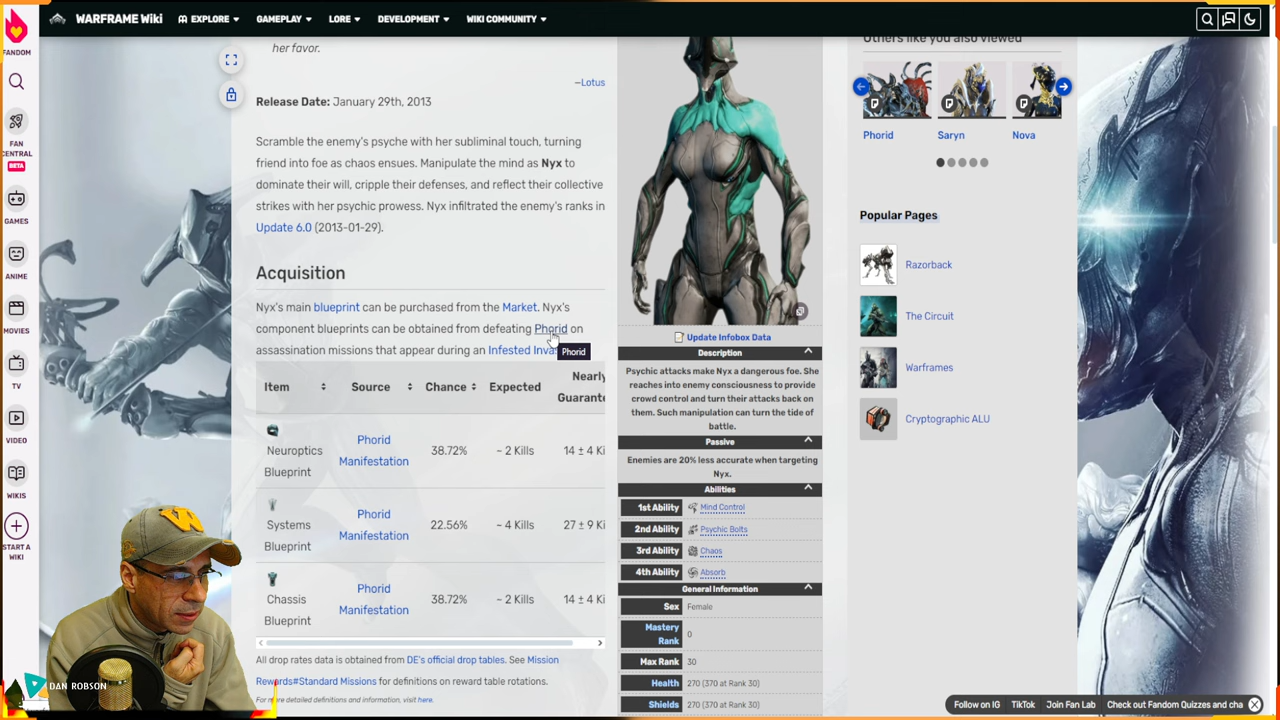 WARFRAME WIKI
EXPLORE
GAMEPLAY
LORE
DEVELOPMENT
WIKI COMMUNITY
FANDOM
FAN
CENTRAL
BETA
GAMES
ANIME
MOVIES
TV
VIDEO
WIKIS
START A
WIKI
her favor.
–Lotus
Release Date: January 29th, 2013
Scramble the enemy's psyche with her subliminal touch, turning
friend into foe as chaos ensues. Manipulate the mind as Nyx to
dominate their will, cripple their defenses, and reflect their collective
strikes with her psychic prowess. Nyx infiltrated the enemy's ranks in
Update 6.0 (2013-01-29).
Acquisition
Nyx's main blueprint can be purchased from the Market. Nyx's
component blueprints can be obtained from defeating Phorid on
assassination missions that appear during an Infested
Phorid
Item Source Chance Expected Nearly
Neuroptics Blueprint Phorid Manifestation 38.72% ~ 2 Kills 14 ± 4
Systems Blueprint Phorid Manifestation 22.56% ~ 4 Kills 27 ± 9
Chassis Blueprint Phorid Manifestation 38.72% ~ 2 Kills 14 ± 4
All drop rates data is obtained from DE's official drop tables. See Mission
Rewards#Standard Missions for definitions on reward table rotations.
more detailed definitions and information, visit here.
DAN ROBSON
Update Infobox Data
Description
Psychic attacks make Nyx a dangerous foe. She
reaches into enemy consciousness to provide
crowd control and turn their attacks back on
them. Such manipulation can turn the tide of
battle.
Passive
Enemies are 20% less accurate when targeting
Nyx.
Abilities
1st Ability Mind Control
2nd Ability Psychic Bolts
3rd Ability Chaos
4th Ability Absorb
General Information
Sex Female
Mastery Rank 0
Max Rank 30
Health 270 (370 at Rank 30)
Shields 270 (370 at Rank 30)
Others like you also viewed
Phorid
Saryn
Nova
Popular Pages
Razorback
The Circuit
Warframes
Cryptographic ALU
Follow on IG
TikTok
Join Fan Lab
Check out Fandom Quizzes and cha